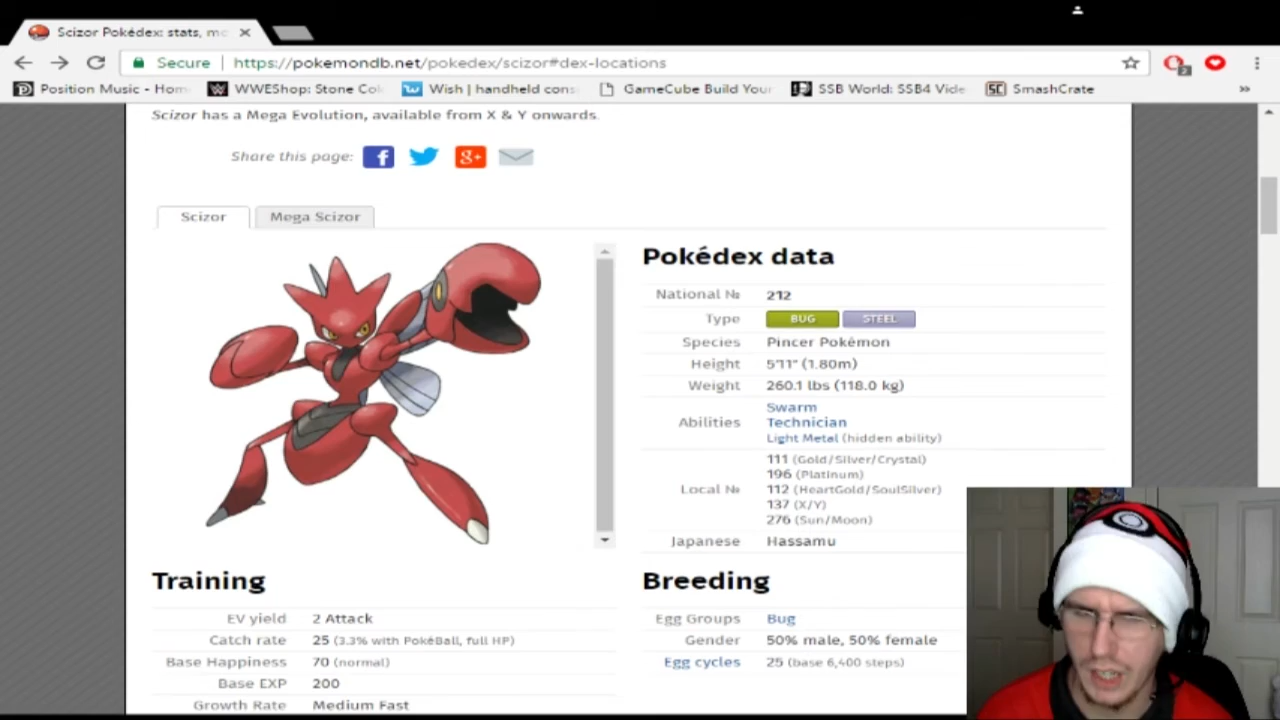 Scizor Pokédex: stats, mo
Secure | https://pokemondb.net/pokedex/scizor#dex-locations
Position Music - Hom WWEShop: Stone Col Wish | handheld cons GameCube Build Your SSB World: SSB4 Vide SC SmashCrate »
Scizor has a Mega Evolution, available from X & Y onwards.
Share this page: f g+
Scizor Mega Scizor
Pokédex data
National № 212
Type BUG STEEL
Species Pincer Pokémon
Height 5'11" (1.80m)
Weight 260.1 lbs (118.0 kg)
Abilities Swarm
Technician
Light Metal (hidden ability)
Local № 111 (Gold/Silver/Crystal)
196 (Platinum)
112 (HeartGold/SoulSilver)
137 (X/Y)
276 (Sun/Moon)
Japanese Hassamu
Training
EV yield 2 Attack
Catch rate 25 (3.3% with PokéBall, full HP)
Base Happiness 70 (normal)
Base EXP 200
Growth Rate Medium Fast
Breeding
Egg Groups Bug
Gender 50% male, 50% female
Egg cycles 25 (base 6,400 steps)